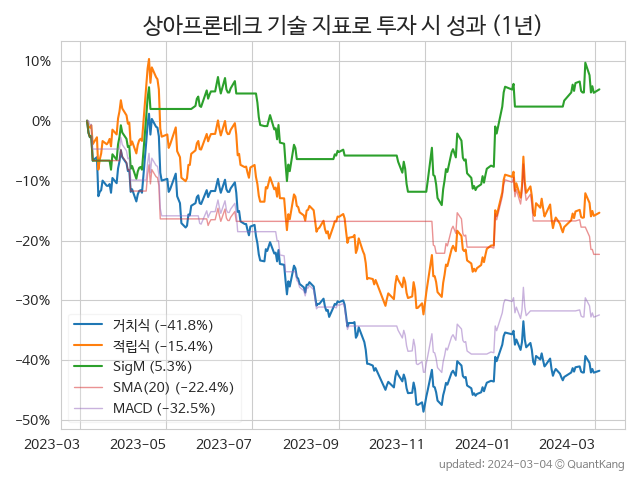 상아프론테크 기술 지표로 투자 시 성과 (1년)
10%
0%
−10%
−20%
−30%
−40%
−50%
거치식 (−41.8%)
적립식 (−15.4%)
SigM (5.3%)
SMA(20) (−22.4%)
MACD (−32.5%)
2023−03 2023−05 2023−07 2023−09 2023−11 2024−01 2024−03
updated: 2024−03−04 © QuantKang